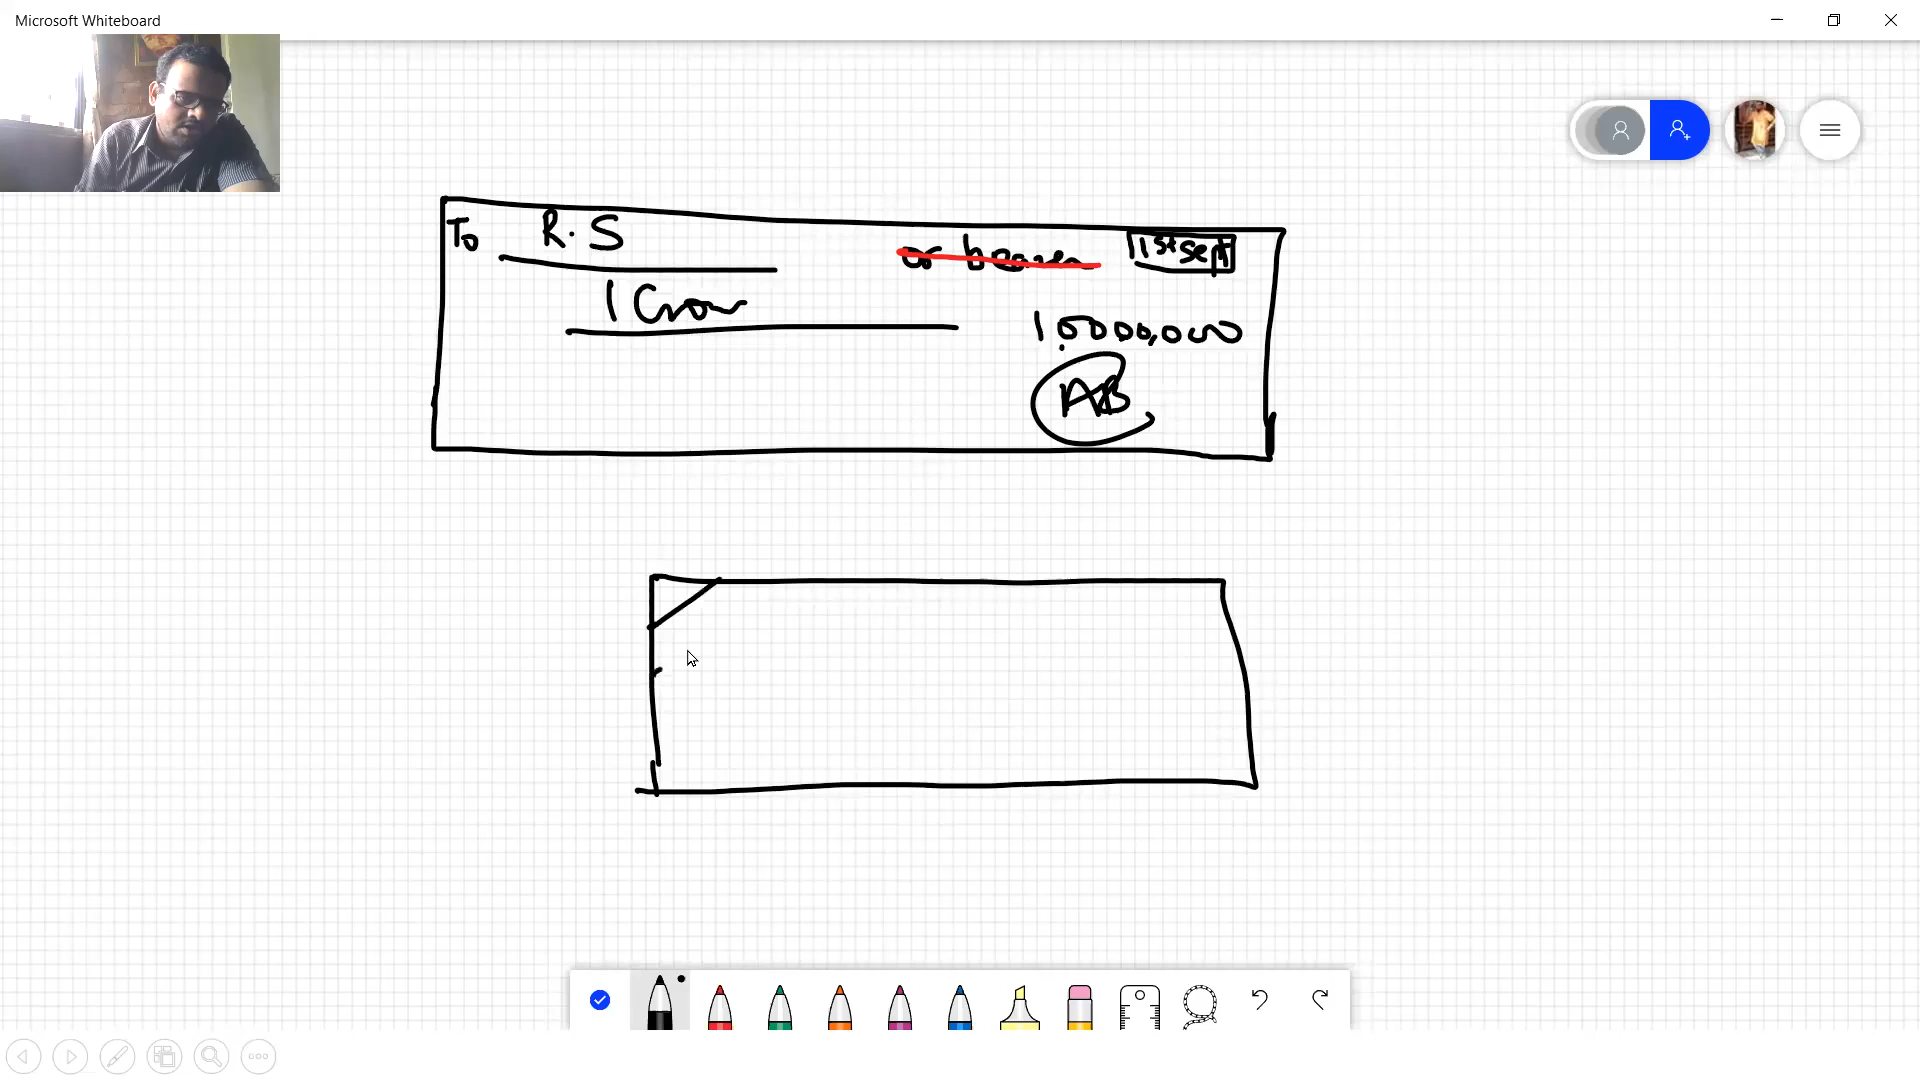 Microsoft Whiteboard
To R. S
or bearer
1st Sept
1 Crore
1,0000,000
AB